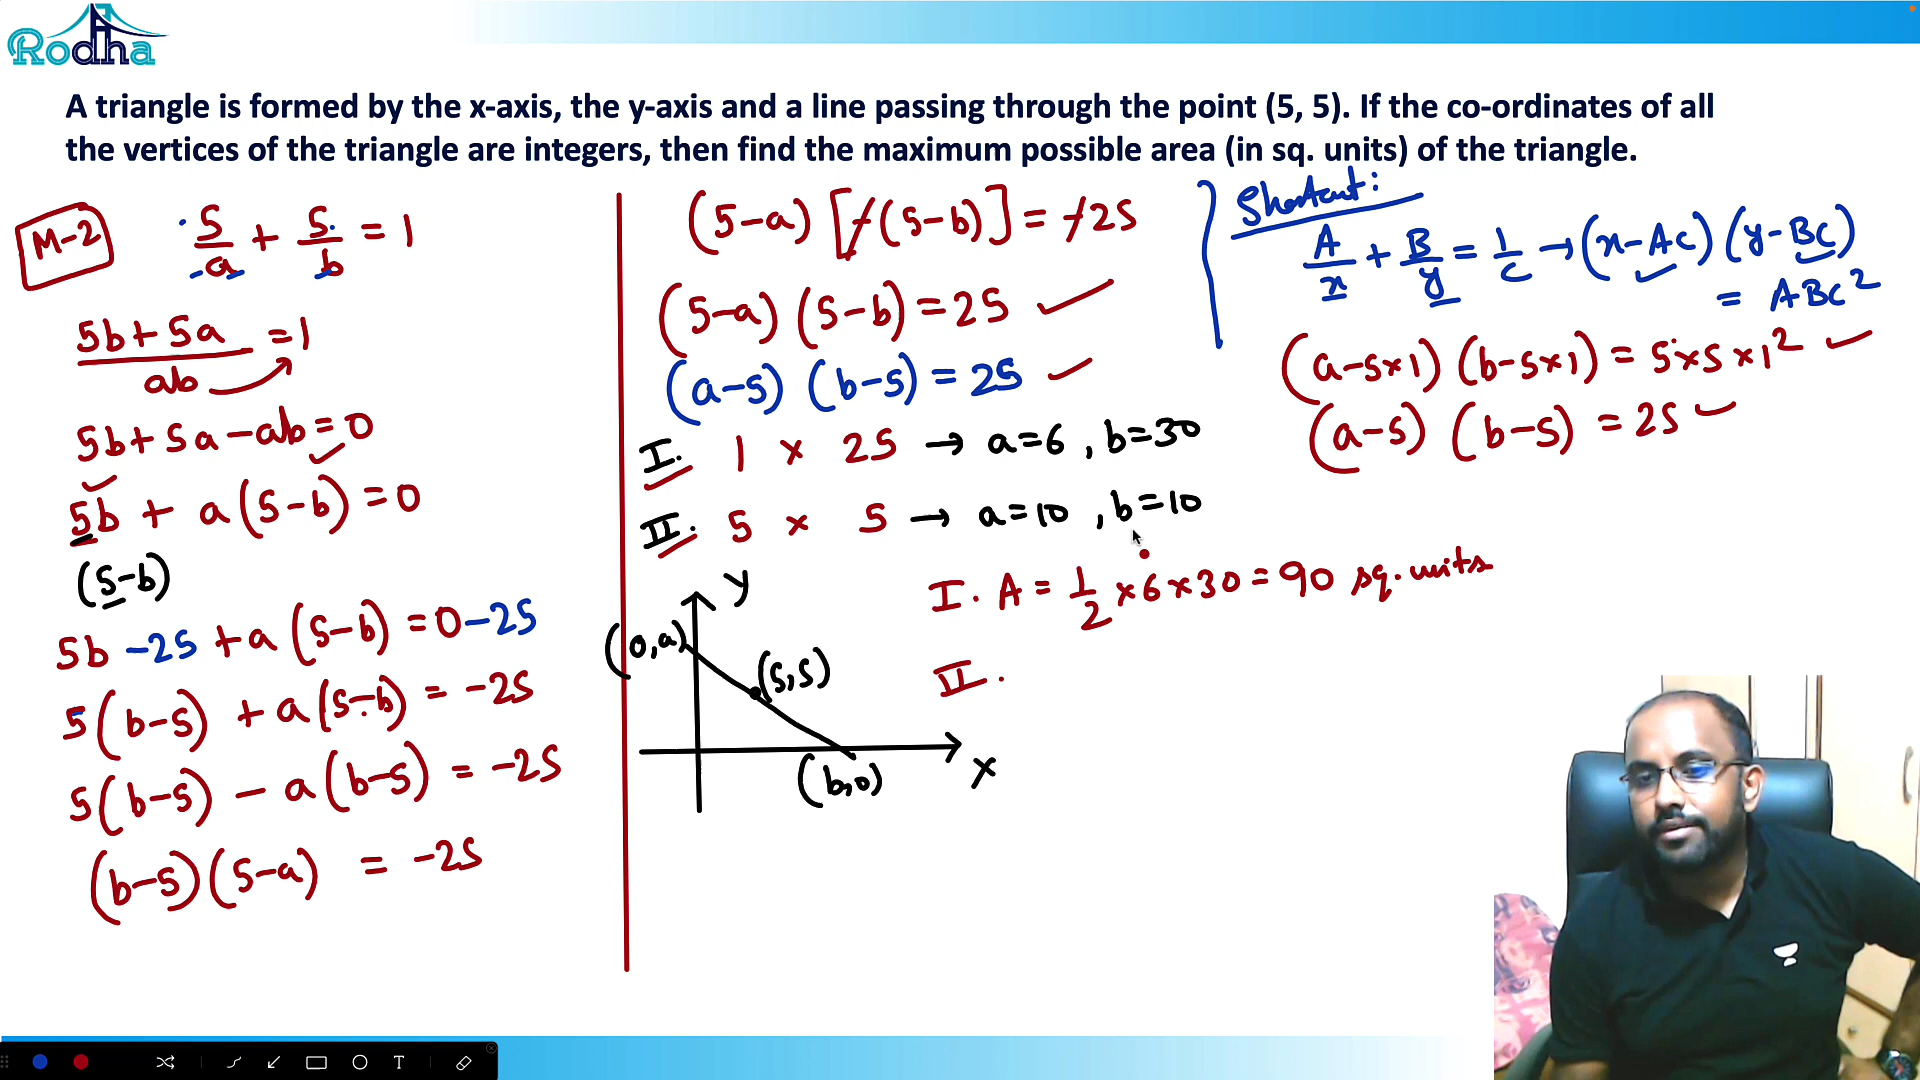 Rodha
A triangle is formed by the x-axis, the y-axis and a line passing through the point (5, 5). If the co-ordinates of all
the vertices of the triangle are integers, then find the maximum possible area (in sq. units) of the triangle.
M-2
5/a + 5/b = 1
(5b + 5a)/ab = 1
5b + 5a - ab = 0
5b + a(5-b) = 0
(5-b)
5b -25 + a(5-b) = 0 -25
5(b-5) + a(5-b) = -25
5(b-5) - a(b-5) = -25
(b-5)(5-a) = -25
(5-a) [-(5-b)] = -25
(5-a) (5-b) = 25 ✓
(a-5) (b-5) = 25 ✓
I. 1 × 25 → a=6, b=30
II. 5 × 5 → a=10, b=10
y
(0,a)
(5,5)
(b,0)
x
I. A = 1/2 × 6 × 30 = 90 sq. units
II.
Shortcut:
A/x + B/y = 1/C → (x-AC) (y-BC)
= ABC²
(a-5×1) (b-5×1) = 5×5×1² ✓
(a-5) (b-5) = 25 ✓
T